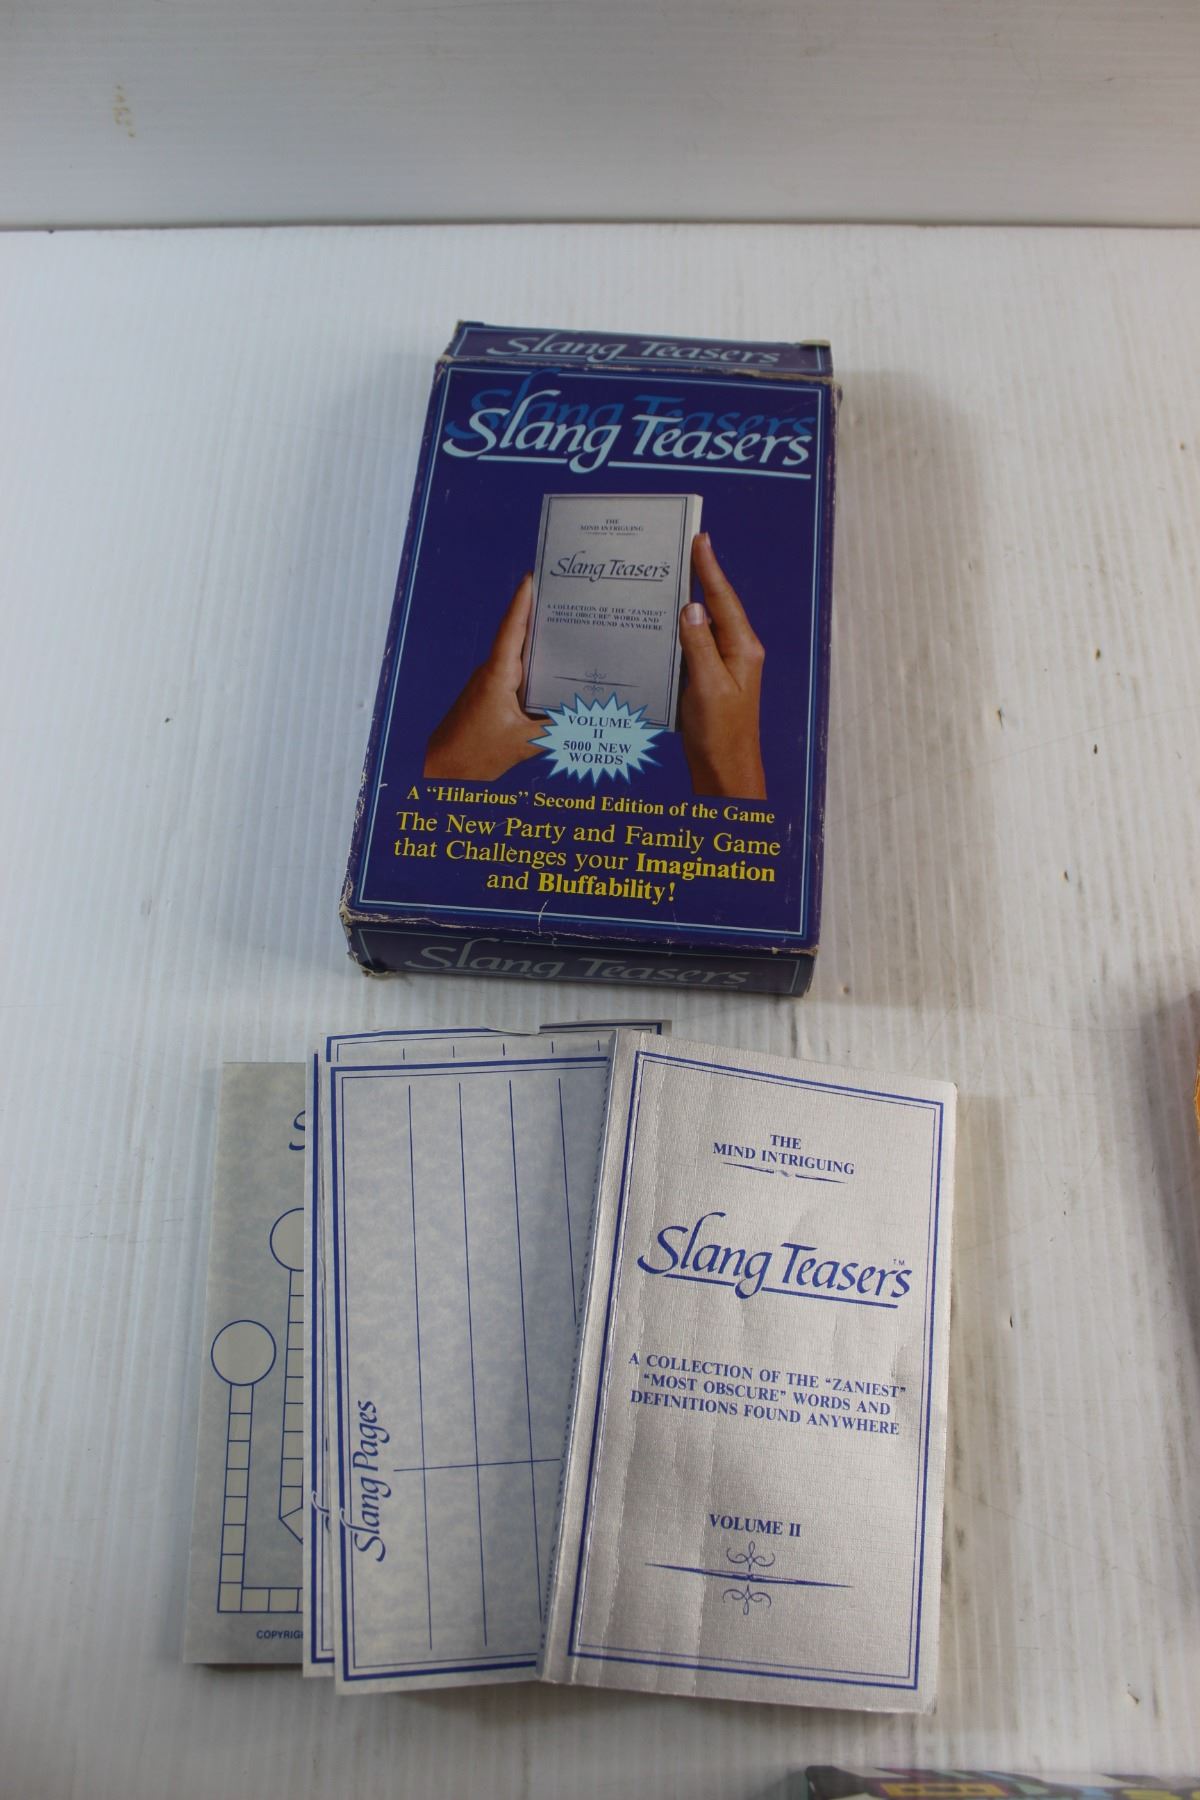 Slang Teasers
Slang Teasers
THE
MIND INTRIGUING
Slang Teasers
A COLLECTION OF THE "ZANIEST"
"MOST OBSCURE" WORDS AND
DEFINITIONS FOUND ANYWHERE
VOLUME
II
5000 NEW
WORDS
A "Hilarious" Second Edition of the Game
The New Party and Family Game
that Challenges your Imagination
and Bluffability!
Slang Teasers
THE
MIND INTRIGUING
Slang Teasers™
A COLLECTION OF THE "ZANIEST"
"MOST OBSCURE" WORDS AND
DEFINITIONS FOUND ANYWHERE
VOLUME II
Slang Pages
S
COPYRIG